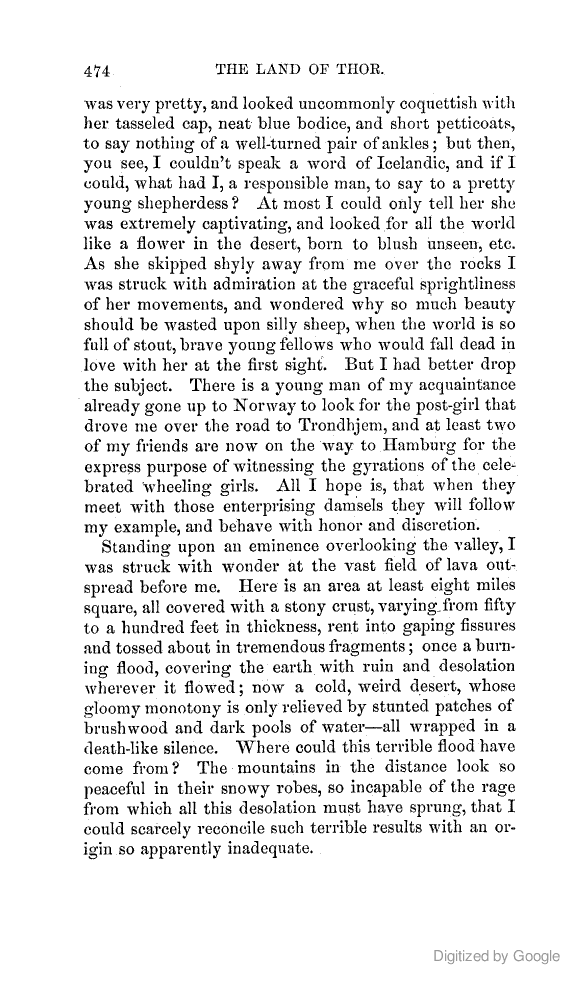 474 THE LAND OF THOR.
was very pretty, and looked uncommonly coquettish with
her tasseled cap, neat blue bodice, and short petticoats,
to say nothing of a well-turned pair of ankles; but then,
you see, I couldn't speak a word of Icelandic, and if I
could, what had I, a responsible man, to say to a pretty
young shepherdess? At most I could only tell her she
was extremely captivating, and looked for all the world
like a flower in the desert, born to blush unseen, etc.
As she skipped shyly away from me over the rocks I
was struck with admiration at the graceful sprightliness
of her movements, and wondered why so much beauty
should be wasted upon silly sheep, when the world is so
full of stout, brave young fellows who would fall dead in
love with her at the first sight. But I had better drop
the subject. There is a young man of my acquaintance
already gone up to Norway to look for the post-girl that
drove me over the road to Trondhjem, and at least two
of my friends are now on the way to Hamburg for the
express purpose of witnessing the gyrations of the cele-
brated wheeling girls. All I hope is, that when they
meet with those enterprising damsels they will follow
my example, and behave with honor and discretion.
Standing upon an eminence overlooking the valley, I
was struck with wonder at the vast field of lava out-
spread before me. Here is an area at least eight miles
square, all covered with a stony crust, varying from fifty
to a hundred feet in thickness, rent into gaping fissures
and tossed about in tremendous fragments; once a burn-
ing flood, covering the earth with ruin and desolation
wherever it flowed; now a cold, weird desert, whose
gloomy monotony is only relieved by stunted patches of
brushwood and dark pools of water—all wrapped in a
death-like silence. Where could this terrible flood have
come from? The mountains in the distance look so
peaceful in their snowy robes, so incapable of the rage
from which all this desolation must have sprung, that I
could scarcely reconcile such terrible results with an or-
igin so apparently inadequate.
Digitized by Google